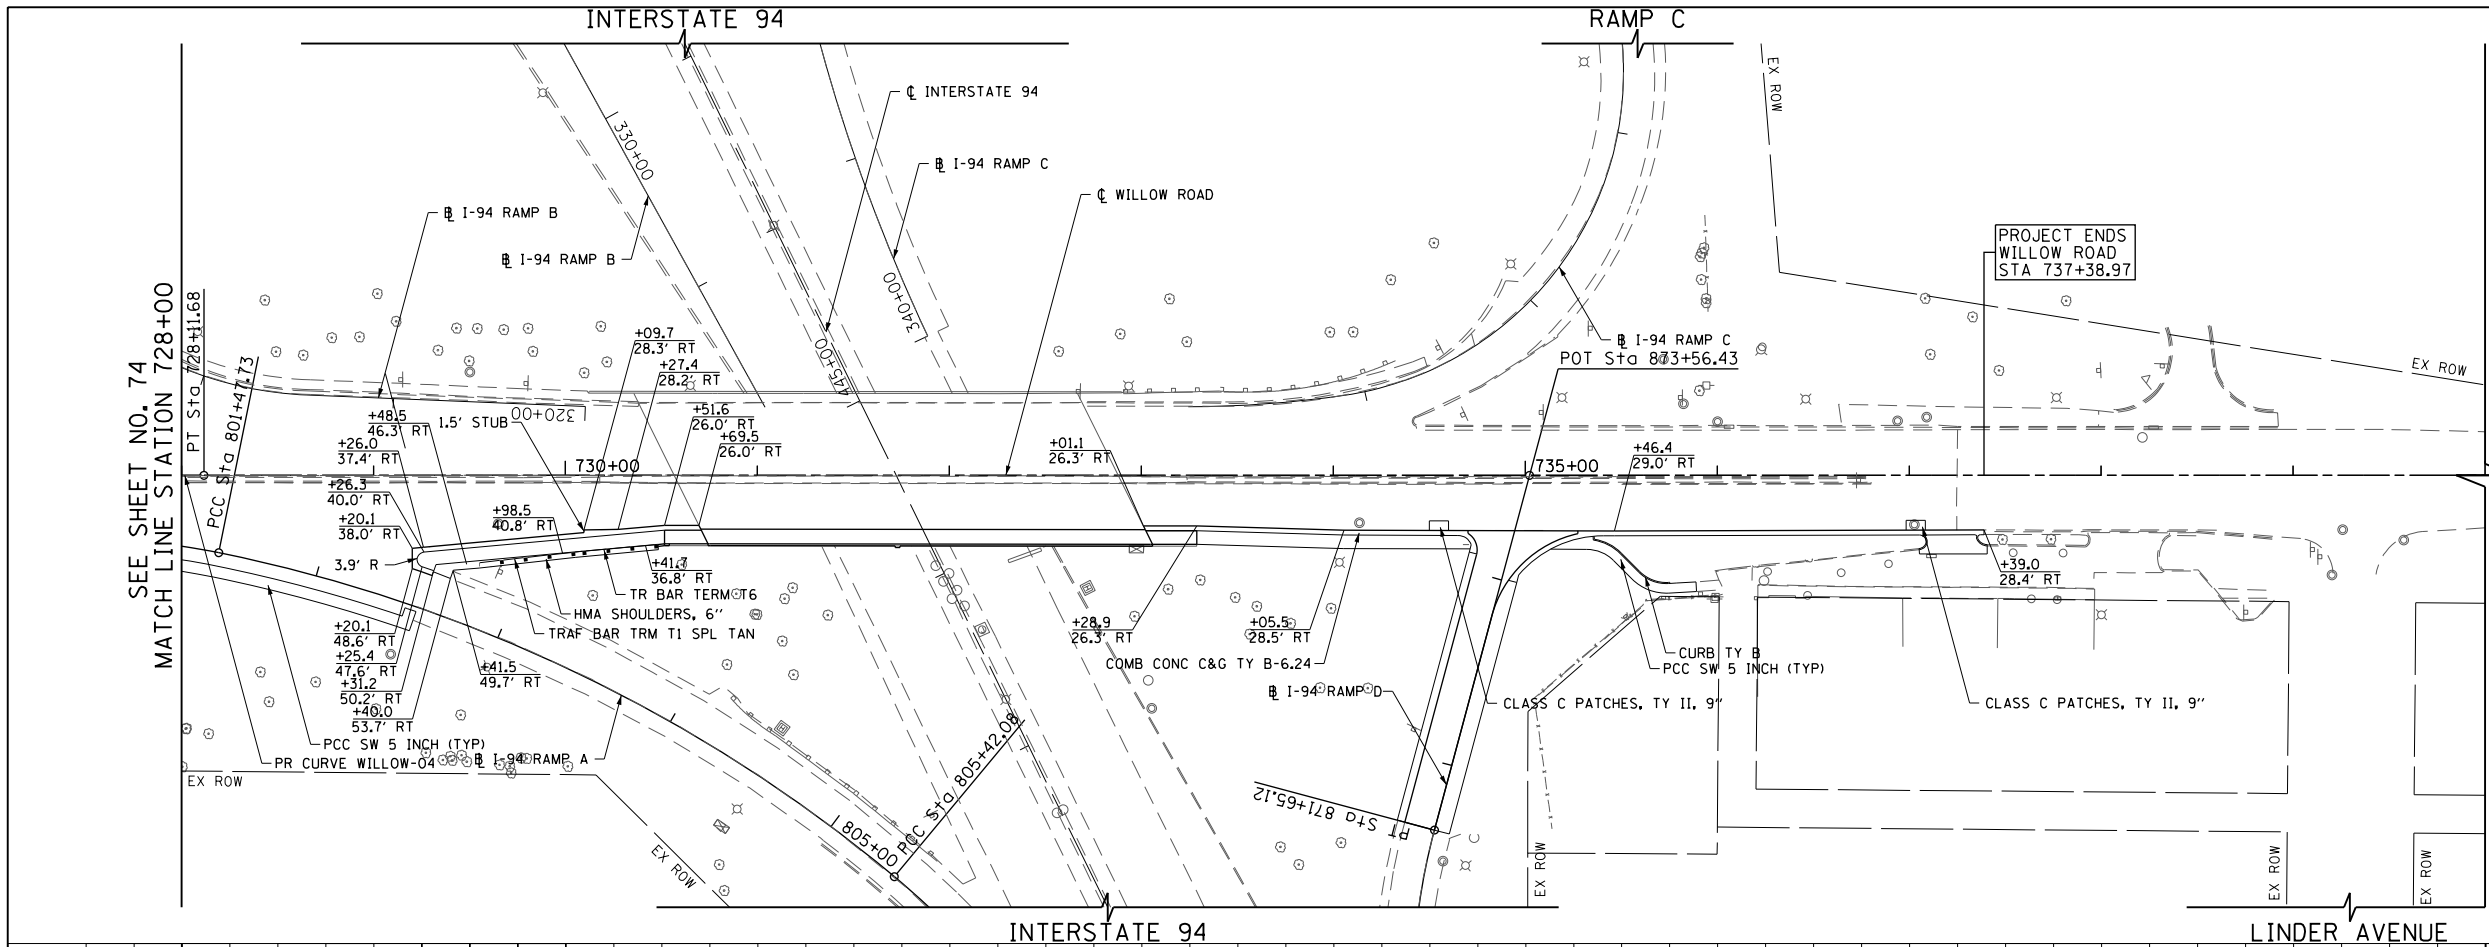 INTERSTATE 94
RAMP C
EX ROW
℄ INTERSTATE 94
330+00
B I-94 RAMP C
℄ WILLOW ROAD
B I-94 RAMP B
B I-94 RAMP B
PROJECT ENDS
WILLOW ROAD
STA 737+38.97
340+00
SEE SHEET NO. 74
MATCH LINE STATION 728+00
PT Sta 728+11.68
PCC Sta 801+47.73
445+00
+09.7
28.3' RT
+27.4
28.2' RT
B I-94 RAMP C
POT Sta 873+56.43
EX ROW
320+00
+48.5
46.3' RT
1.5' STUB
+51.6
26.0' RT
+69.5
26.0' RT
+26.0
37.4' RT
+01.1
26.3' RT
+46.4
29.0' RT
730+00
735+00
+26.3
40.0' RT
+20.1
38.0' RT
+98.5
40.8' RT
3.9' R
+41.7
36.8' RT
TR BAR TERM T6
HMA SHOULDERS, 6''
TRAF BAR TRM T1 SPL TAN
+39.0
28.4' RT
+20.1
48.6' RT
+25.4
47.6' RT
+31.2
50.2' RT
+40.0
53.7' RT
+41.5
49.7' RT
+28.9
26.3' RT
+05.5
28.5' RT
COMB CONC C&G TY B-6.24
CURB TY B
PCC SW 5 INCH (TYP)
B I-94 RAMP D
CLASS C PATCHES, TY II, 9''
CLASS C PATCHES, TY II, 9''
PCC SW 5 INCH (TYP)
PR CURVE WILLOW-04
B I-94 RAMP A
EX ROW
PCC Sta 805+42.08
PT Sta 871+65.12
805+00
EX ROW
EX ROW
EX ROW
EX ROW
INTERSTATE 94
LINDER AVENUE